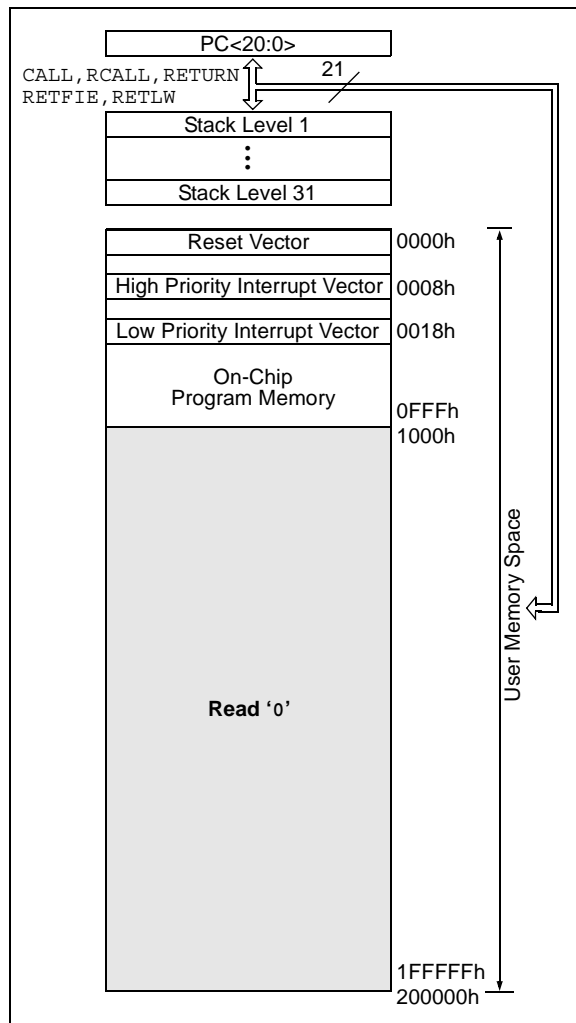 PC<20:0>
CALL,RCALL,RETURN
RETFIE,RETLW
21
Stack Level 1
Stack Level 31
Reset Vector
0000h
High Priority Interrupt Vector
0008h
Low Priority Interrupt Vector
0018h
On-Chip
Program Memory
0FFFh
1000h
User Memory Space
Read ‘0’
1FFFFFh
200000h